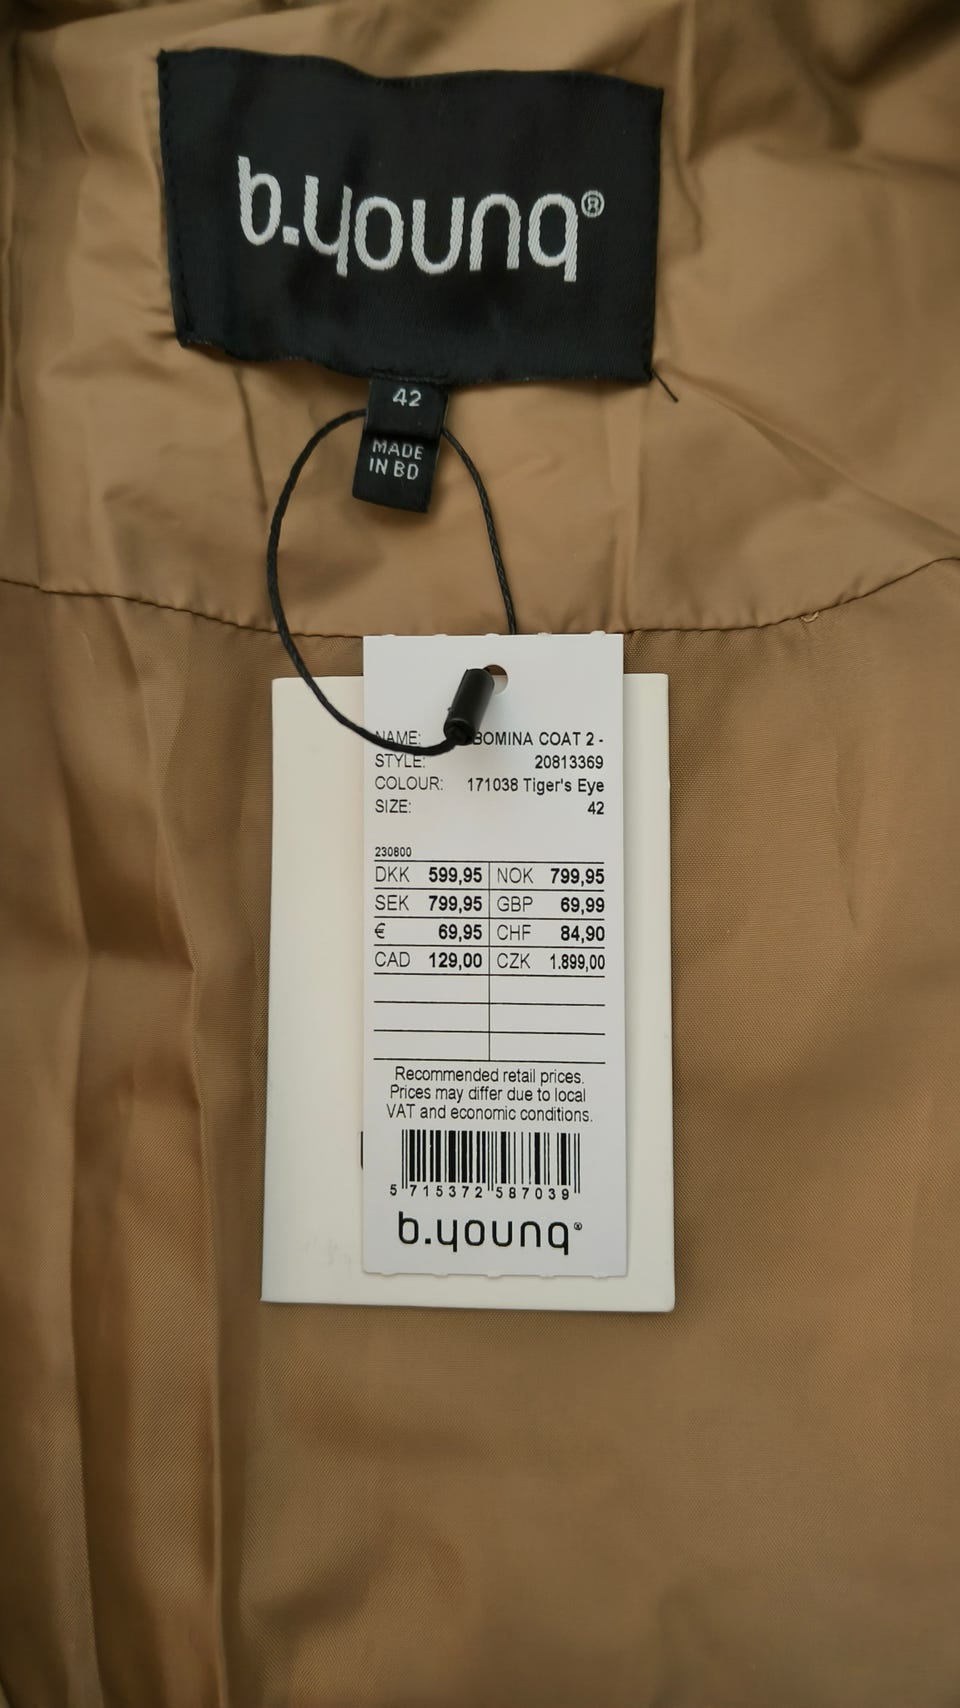 b.young®
42
MADE
IN BD
NAME: BOMINA COAT 2 -
STYLE: 20813369
COLOUR: 171038 Tiger's Eye
SIZE: 42
230800
DKK 599,95 NOK 799,95
SEK 799,95 GBP 69,99
€ 69,95 CHF 84,90
CAD 129,00 CZK 1.899,00
Recommended retail prices.
Prices may differ due to local
VAT and economic conditions.
5 715372 587039
b.young®